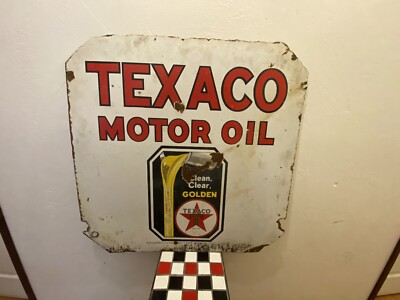 TEXACO
MOTOR OIL
Clean,
Clear,
GOLDEN
TEXACO